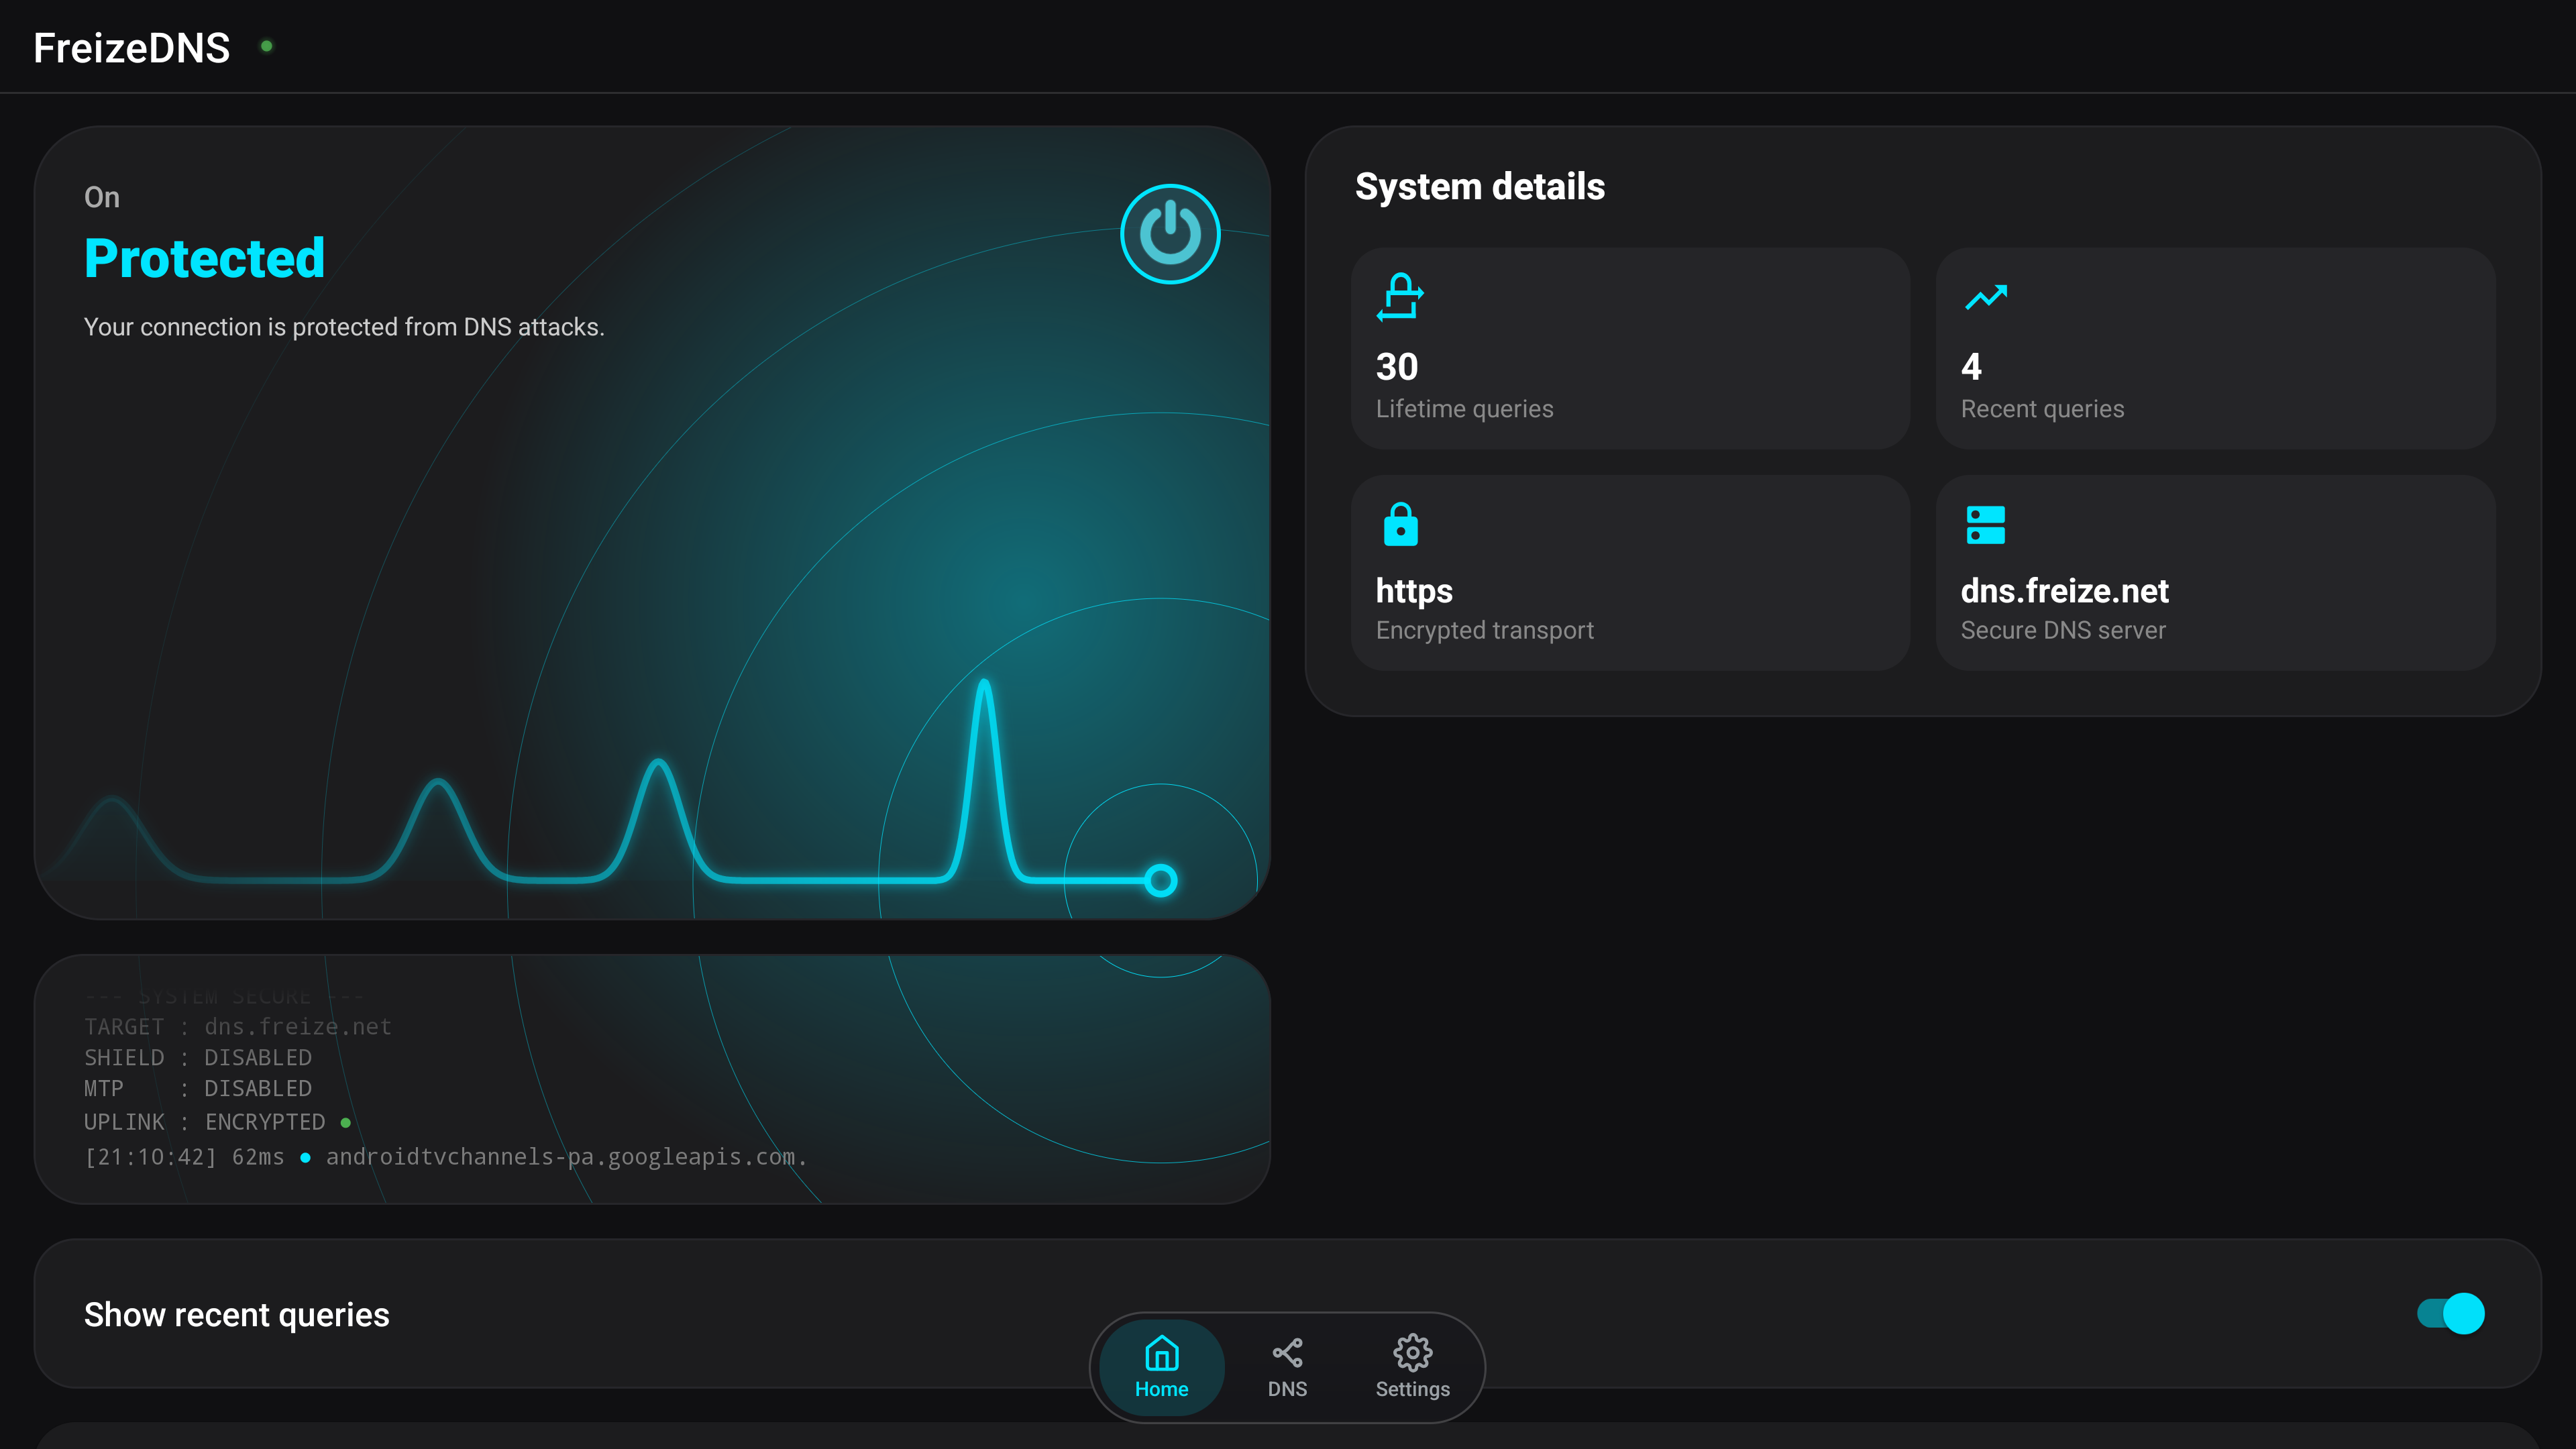 FreizeDNS
On
Protected
Your connection is protected from DNS attacks.
System details
30
Lifetime queries
4
Recent queries
https
Encrypted transport
dns.freize.net
Secure DNS server
--- SYSTEM SECURE ---
TARGET : dns.freize.net
SHIELD : DISABLED
MTP    : DISABLED
UPLINK : ENCRYPTED
[21:10:42] 62ms ● androidtvchannels-pa.googleapis.com.
Show recent queries
Home
DNS
Settings